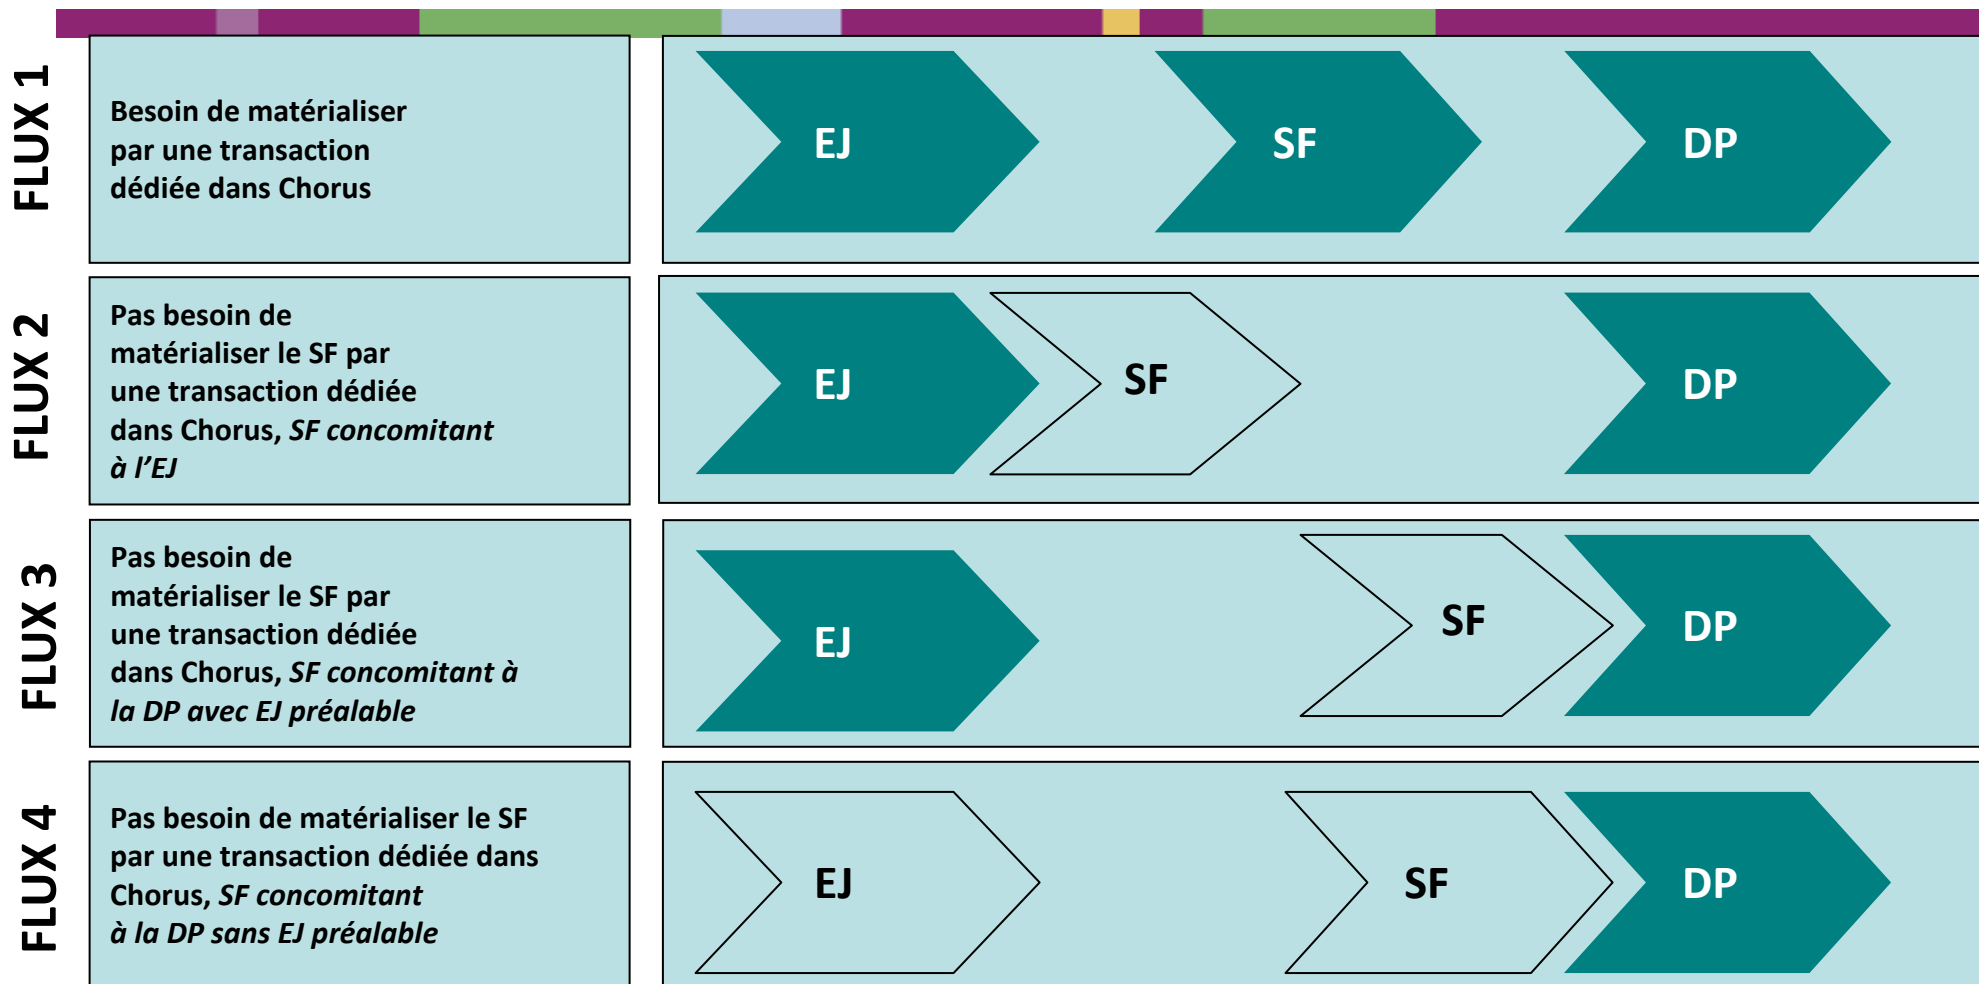 FLUX 1
Besoin de matérialiser
par une transaction
dédiée dans Chorus
EJ
SF
DP
FLUX 2
Pas besoin de
matérialiser le SF par
une transaction dédiée
dans Chorus, SF concomitant
à l’EJ
EJ
SF
DP
FLUX 3
Pas besoin de
matérialiser le SF par
une transaction dédiée
dans Chorus, SF concomitant à
la DP avec EJ préalable
EJ
SF
DP
FLUX 4
Pas besoin de matérialiser le SF
par une transaction dédiée dans
Chorus, SF concomitant
à la DP sans EJ préalable
EJ
SF
DP